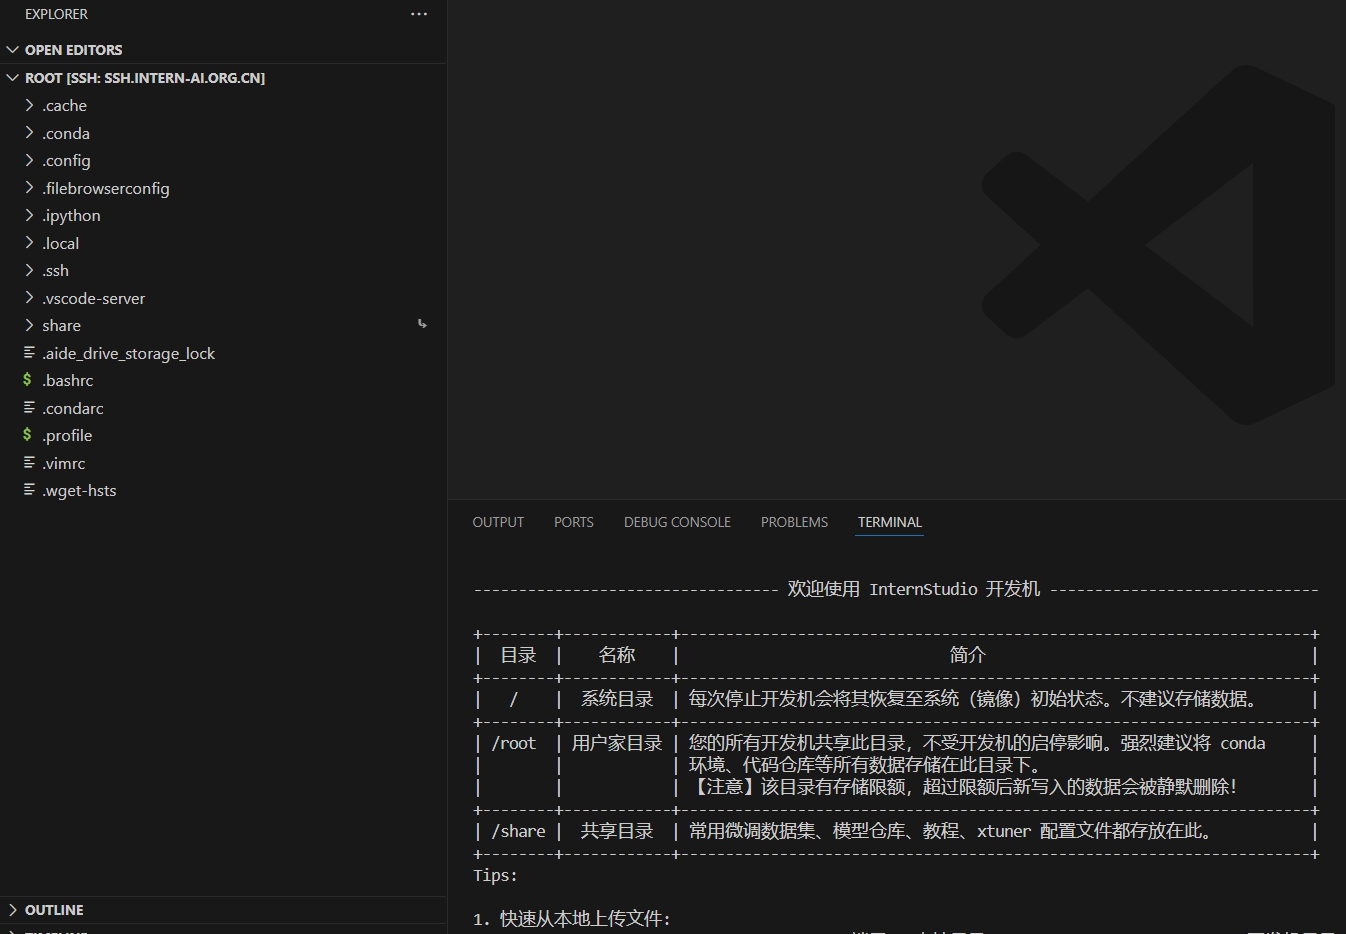 EXPLORER
OPEN EDITORS
ROOT [SSH: SSH.INTERN-AI.ORG.CN]
.cache
.conda
.config
.filebrowserconfig
.ipython
.local
.ssh
.vscode-server
share
.aide_drive_storage_lock
.bashrc
.condarc
.profile
.vimrc
.wget-hsts
OUTLINE
OUTPUT PORTS DEBUG CONSOLE PROBLEMS TERMINAL
---------------------------------- 欢迎使用 InternStudio 开发机 ------------------------------
+--------+------------+----------------------------------------------------------------------+
| 目录 | 名称 | 简介 |
+--------+------------+----------------------------------------------------------------------+
| / | 系统目录 | 每次停止开发机会将其恢复至系统（镜像）初始状态。不建议存储数据。 |
+--------+------------+----------------------------------------------------------------------+
| /root | 用户家目录 | 您的所有开发机共享此目录，不受开发机的启停影响。强烈建议将 conda |
| | | 环境、代码仓库等所有数据存储在此目录下。 |
| | | 【注意】该目录有存储限额，超过限额后新写入的数据会被静默删除！ |
+--------+------------+----------------------------------------------------------------------+
| /share | 共享目录 | 常用微调数据集、模型仓库、教程、xtuner 配置文件都存放在此。 |
+--------+------------+----------------------------------------------------------------------+
Tips:
1. 快速从本地上传文件: